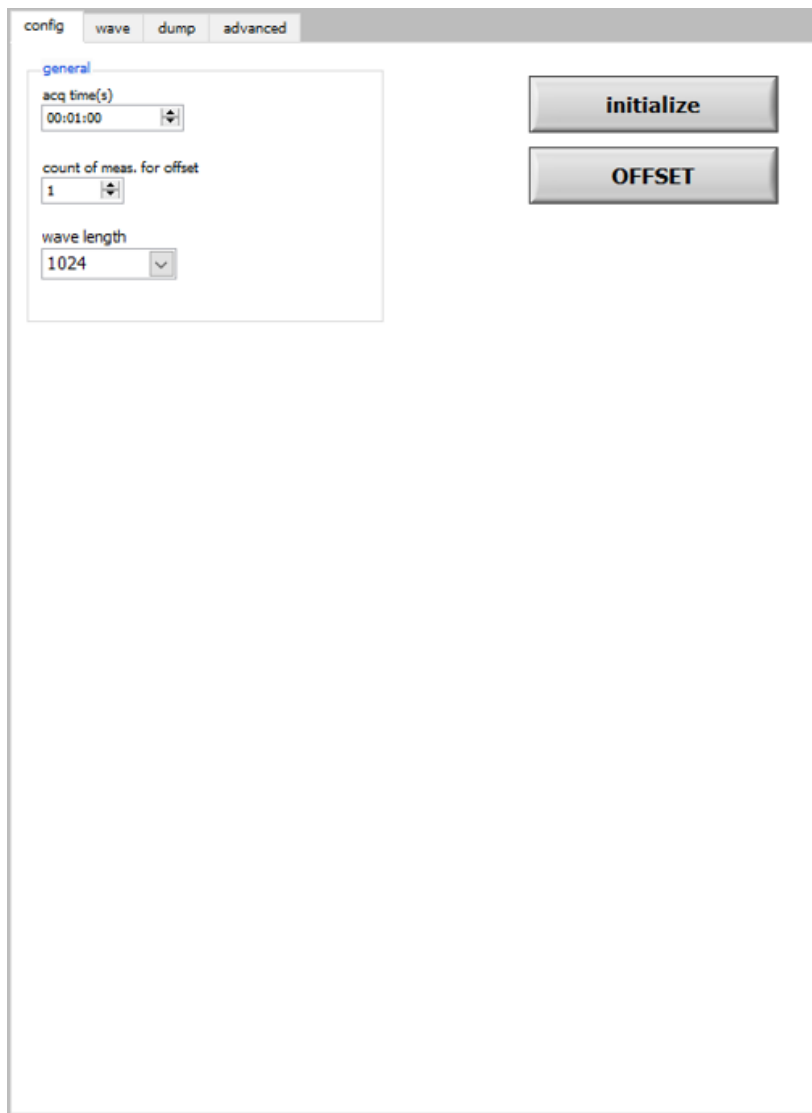 config wave dump advanced
general
acq time(s)
00:01:00
count of meas. for offset
1
wave length
1024
initialize
OFFSET